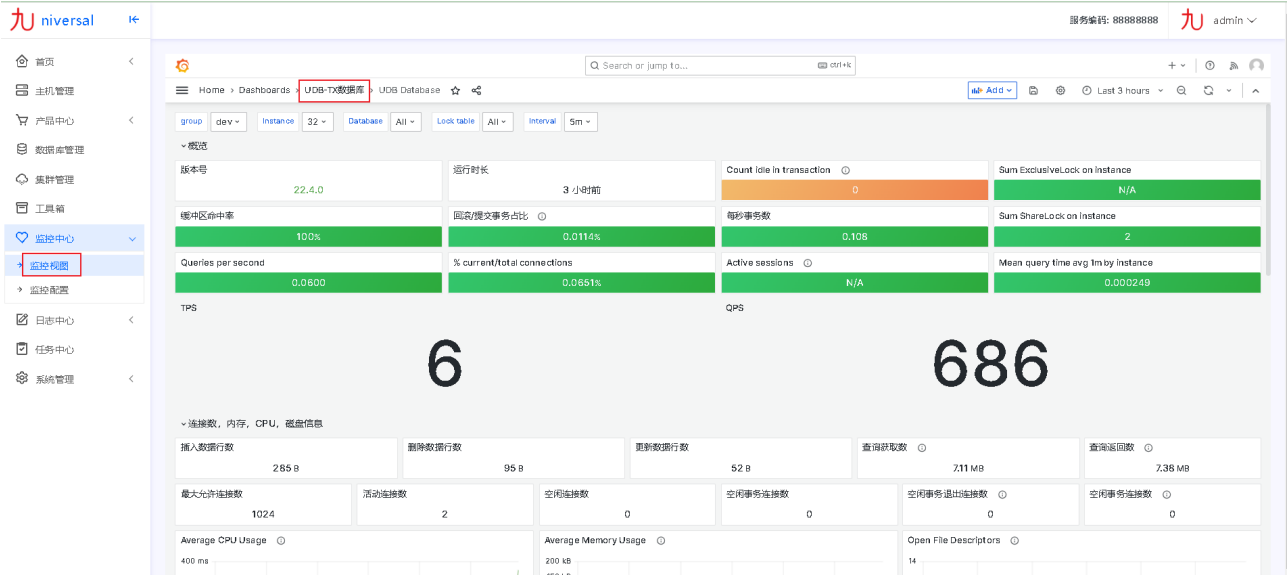 九 niversal
服务编码: 88888888
九 admin
首页
主机管理
产品中心
数据库管理
集群管理
工具箱
监控中心
监控视图
监控配置
日志中心
任务中心
系统管理
Search or jump to... ctrl+k
Home › Dashboards › UDB-TX数据库 › UDB Database
Add Last 3 hours
group dev Instance 32 Database All Lock table All Interval 5m
概览
版本号 运行时长 Count idle in transaction Sum ExclusiveLock on instance
22.4.0 3 小时前 0 N/A
缓冲区命中率 回滚/提交事务占比 每秒事务数 Sum ShareLock on instance
100% 0.0114% 0.108 2
Queries per second % current/total connections Active sessions Mean query time avg 1m by instance
0.0600 0.0651% N/A 0.000249
TPS QPS
6 686
连接数，内存，CPU，磁盘信息
插入数据行数 删除数据行数 更新数据行数 查询获取数 查询返回数
285 B 95 B 52 B 7.11 MB 7.38 MB
最大允许连接数 活动连接数 空闲连接数 空闲事务连接数 空闲事务退出连接数 空闲事务连接数
1024 2 0 0 0 0
Average CPU Usage Average Memory Usage Open File Descriptors
400 ms 200 kB 14